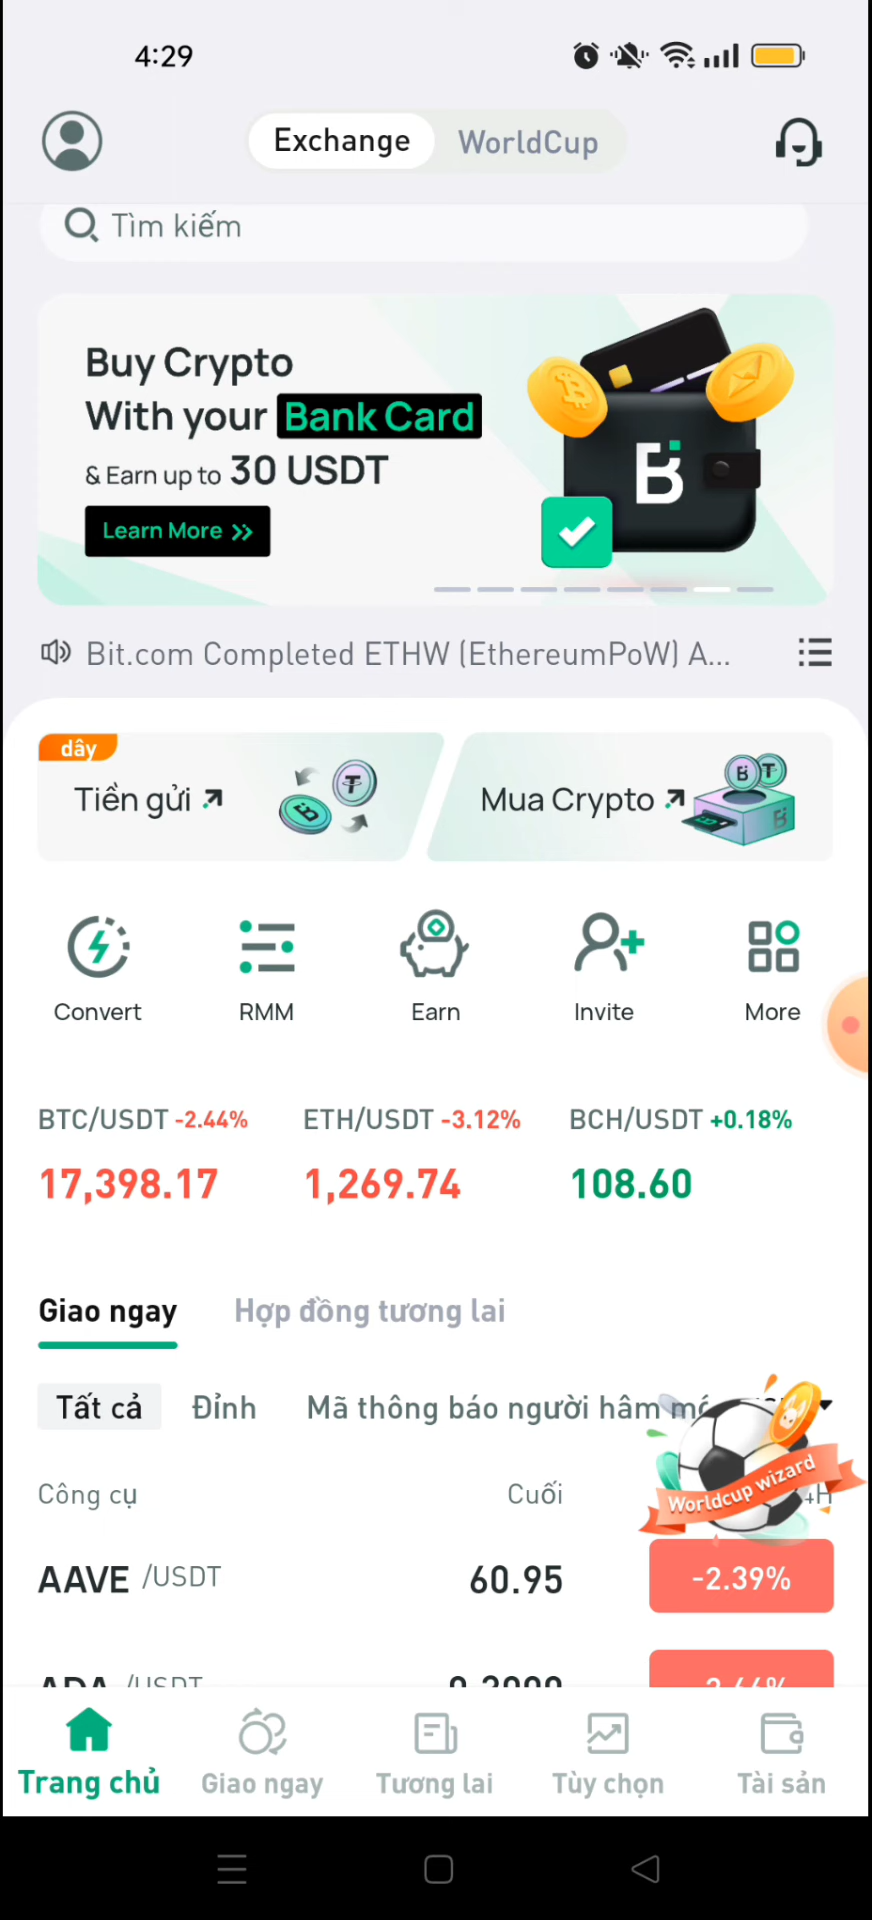 4:29
Exchange WorldCup
Tìm kiếm
Buy Crypto
With your Bank Card
& Earn up to 30 USDT
Learn More
Bit.com Completed ETHW (EthereumPoW) A...
dây
Tiền gửi
Mua Crypto
Convert RMM Earn Invite More
BTC/USDT -2.44% ETH/USDT -3.12% BCH/USDT +0.18%
17,398.17 1,269.74 108.60
Giao ngay Hợp đồng tương lai
Tất cả Đỉnh Mã thông báo người hâm
Worldcup wizard
Công cụ Cuối
AAVE /USDT 60.95 -2.39%
ADA /USDT
Trang chủ Giao ngay Tương lai Tùy chọn Tài sản